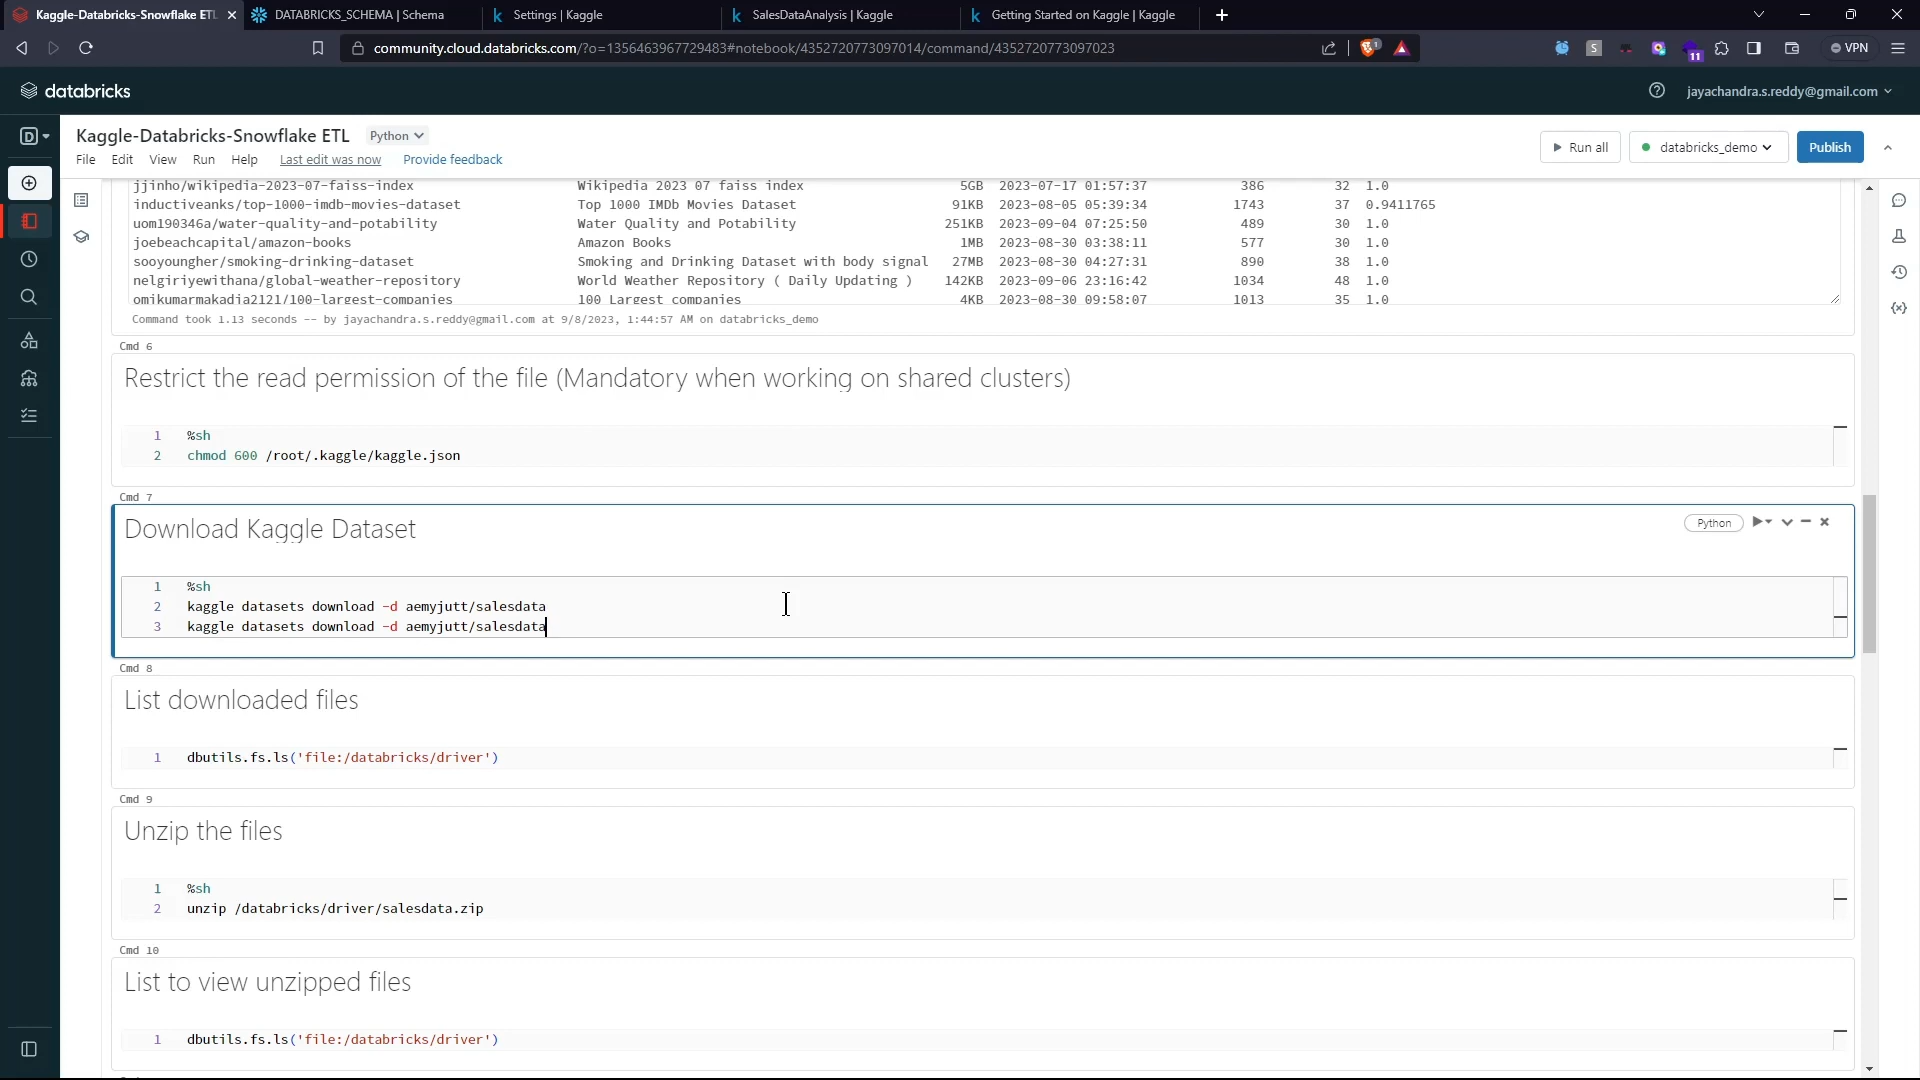 Kaggle-Databricks-Snowflake ETL
DATABRICKS_SCHEMA | Schema
Settings | Kaggle
SalesDataAnalysis | Kaggle
Getting Started on Kaggle | Kaggle
community.cloud.databricks.com/?o=1356463967729483#notebook/4352720773097014/command/4352720773097023
1
S
11
VPN
databricks
jayachandra.s.reddy@gmail.com
D
Kaggle-Databricks-Snowflake ETL Python
File Edit View Run Help Last edit was now Provide feedback
Run all
databricks_demo
Publish
jjinho/wikipedia-2023-07-faiss-index Wikipedia 2023 07 faiss index 5GB 2023-07-17 01:57:37 386 32 1.0
inductiveanks/top-1000-imdb-movies-dataset Top 1000 IMDb Movies Dataset 91KB 2023-08-05 05:39:34 1743 37 0.9411765
uom190346a/water-quality-and-potability Water Quality and Potability 251KB 2023-09-04 07:25:50 489 30 1.0
joebeachcapital/amazon-books Amazon Books 1MB 2023-08-30 03:38:11 577 30 1.0
sooyoungher/smoking-drinking-dataset Smoking and Drinking Dataset with body signal 27MB 2023-08-30 04:27:31 890 38 1.0
nelgiriyewithana/global-weather-repository World Weather Repository ( Daily Updating ) 142KB 2023-09-06 23:16:42 1034 48 1.0
omikumarmakadia2121/100-largest-companies 100 Largest companies 4KB 2023-08-30 09:58:07 1013 35 1.0
Command took 1.13 seconds -- by jayachandra.s.reddy@gmail.com at 9/8/2023, 1:44:57 AM on databricks_demo
Cmd 6
Restrict the read permission of the file (Mandatory when working on shared clusters)
1 %sh
2 chmod 600 /root/.kaggle/kaggle.json
Cmd 7
Download Kaggle Dataset
Python
1 %sh
2 kaggle datasets download -d aemyjutt/salesdata
3 kaggle datasets download -d aemyjutt/salesdata
Cmd 8
List downloaded files
1 dbutils.fs.ls('file:/databricks/driver')
Cmd 9
Unzip the files
1 %sh
2 unzip /databricks/driver/salesdata.zip
Cmd 10
List to view unzipped files
1 dbutils.fs.ls('file:/databricks/driver')